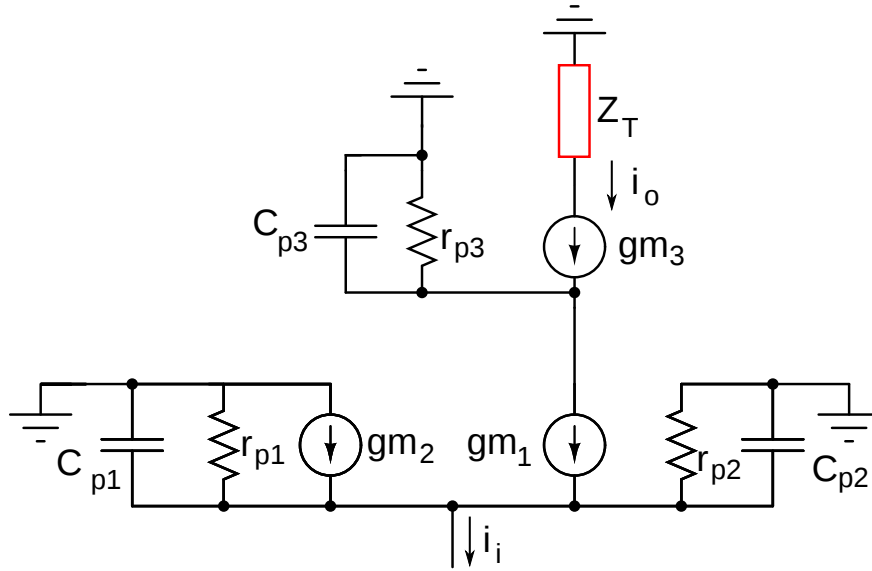 Z_T
i_o
C_p3
r_p3
gm_3
C_p1
r_p1
gm_2
gm_1
r_p2
C_p2
i_i